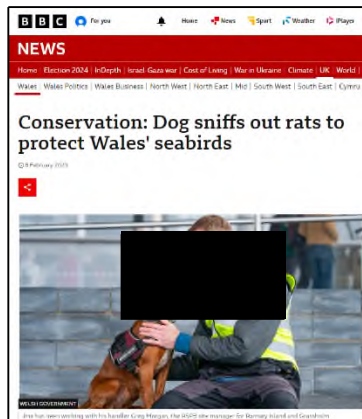 BBC For you Home News Sport Weather iPlayer
NEWS
Home | Election 2024 | InDepth | Israel-Gaza war | Cost of Living | War in Ukraine | Climate | UK | World |
Wales | Wales Politics | Wales Business | North West | North East | Mid | South West | South East | Cymru
Conservation: Dog sniffs out rats to
protect Wales' seabirds
February 2023
WELSH GOVERNMENT
Jinx has been working with his handler Greg Morgan, the RSPB site manager for Ramsey Island and Grassholm